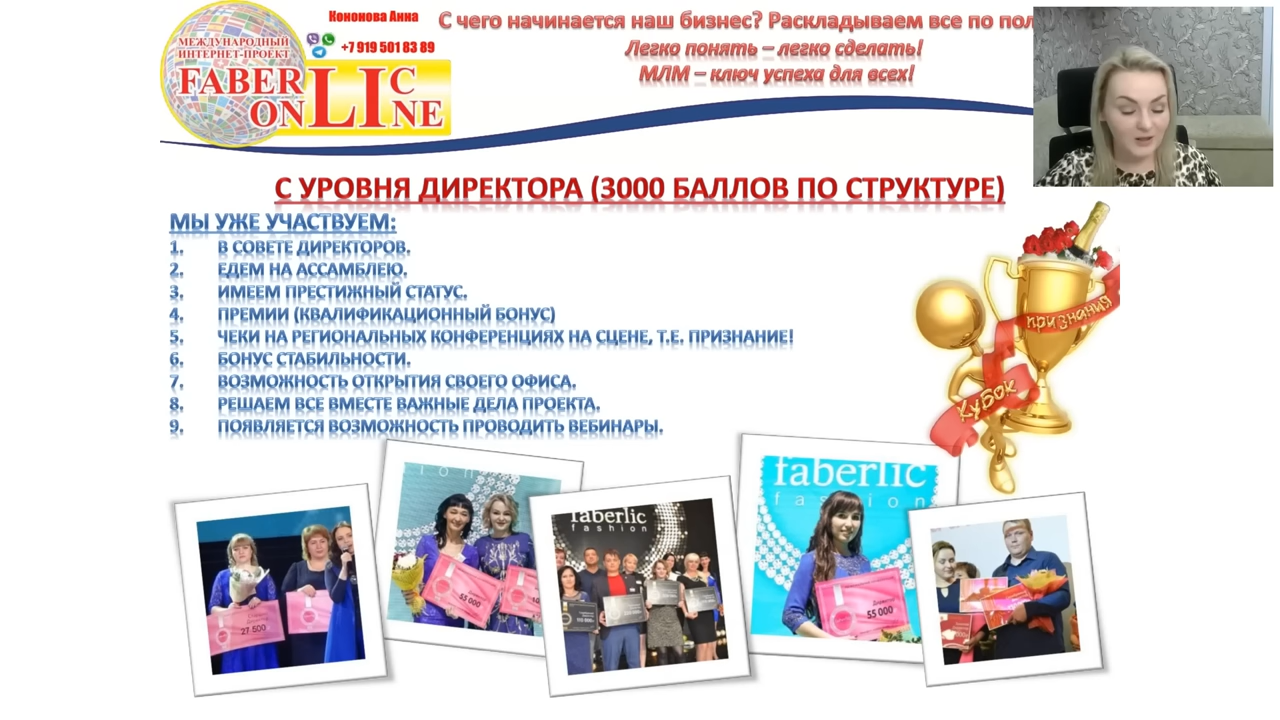 Кононова Анна
+7 919 501 83 89
МЕЖДУНАРОДНЫЙ
ИНТЕРНЕТ-ПРОЕКТ
FABERLIC
ONLINE
С чего начинается наш бизнес? Раскладываем все по пол
Легко понять – легко сделать!
МЛМ – ключ успеха для всех!
С УРОВНЯ ДИРЕКТОРА (3000 БАЛЛОВ ПО СТРУКТУРЕ)
МЫ УЖЕ УЧАСТВУЕМ:
1. В СОВЕТЕ ДИРЕКТОРОВ.
2. ЕДЕМ НА АССАМБЛЕЮ.
3. ИМЕЕМ ПРЕСТИЖНЫЙ СТАТУС.
4. ПРЕМИИ (КВАЛИФИКАЦИОННЫЙ БОНУС)
5. ЧЕКИ НА РЕГИОНАЛЬНЫХ КОНФЕРЕНЦИЯХ НА СЦЕНЕ, Т.Е. ПРИЗНАНИЕ!
6. БОНУС СТАБИЛЬНОСТИ.
7. ВОЗМОЖНОСТЬ ОТКРЫТИЯ СВОЕГО ОФИСА.
8. РЕШАЕМ ВСЕ ВМЕСТЕ ВАЖНЫЕ ДЕЛА ПРОЕКТА.
9. ПОЯВЛЯЕТСЯ ВОЗМОЖНОСТЬ ПРОВОДИТЬ ВЕБИНАРЫ.
Кубок
признания
27 500
55 000
faberlic
fashion
faberlic
fashion
55 000